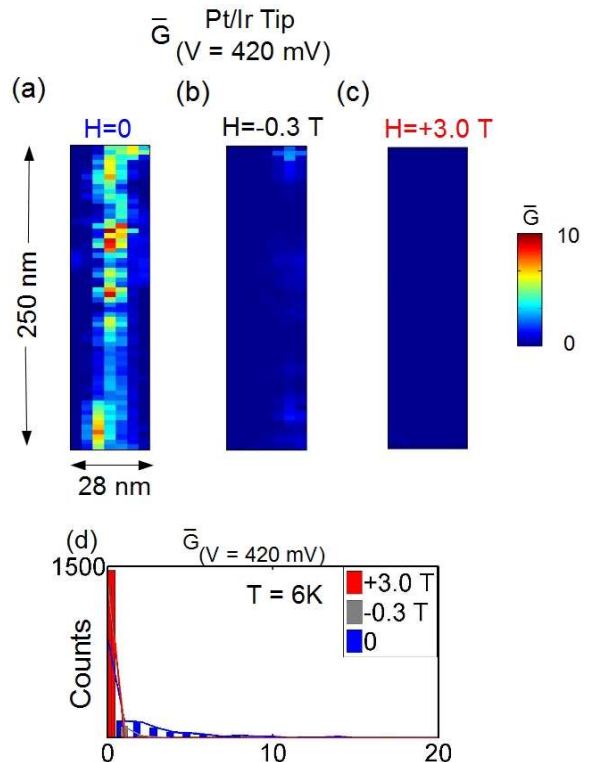 G̅ Pt/Ir Tip
(V = 420 mV)
(a) (b) (c)
H=0 H=-0.3 T H=+3.0 T
G̅
10
0
250 nm
28 nm
(d) G̅(V = 420 mV)
1500
T = 6K
+3.0 T
-0.3 T
0
Counts
0 10 20